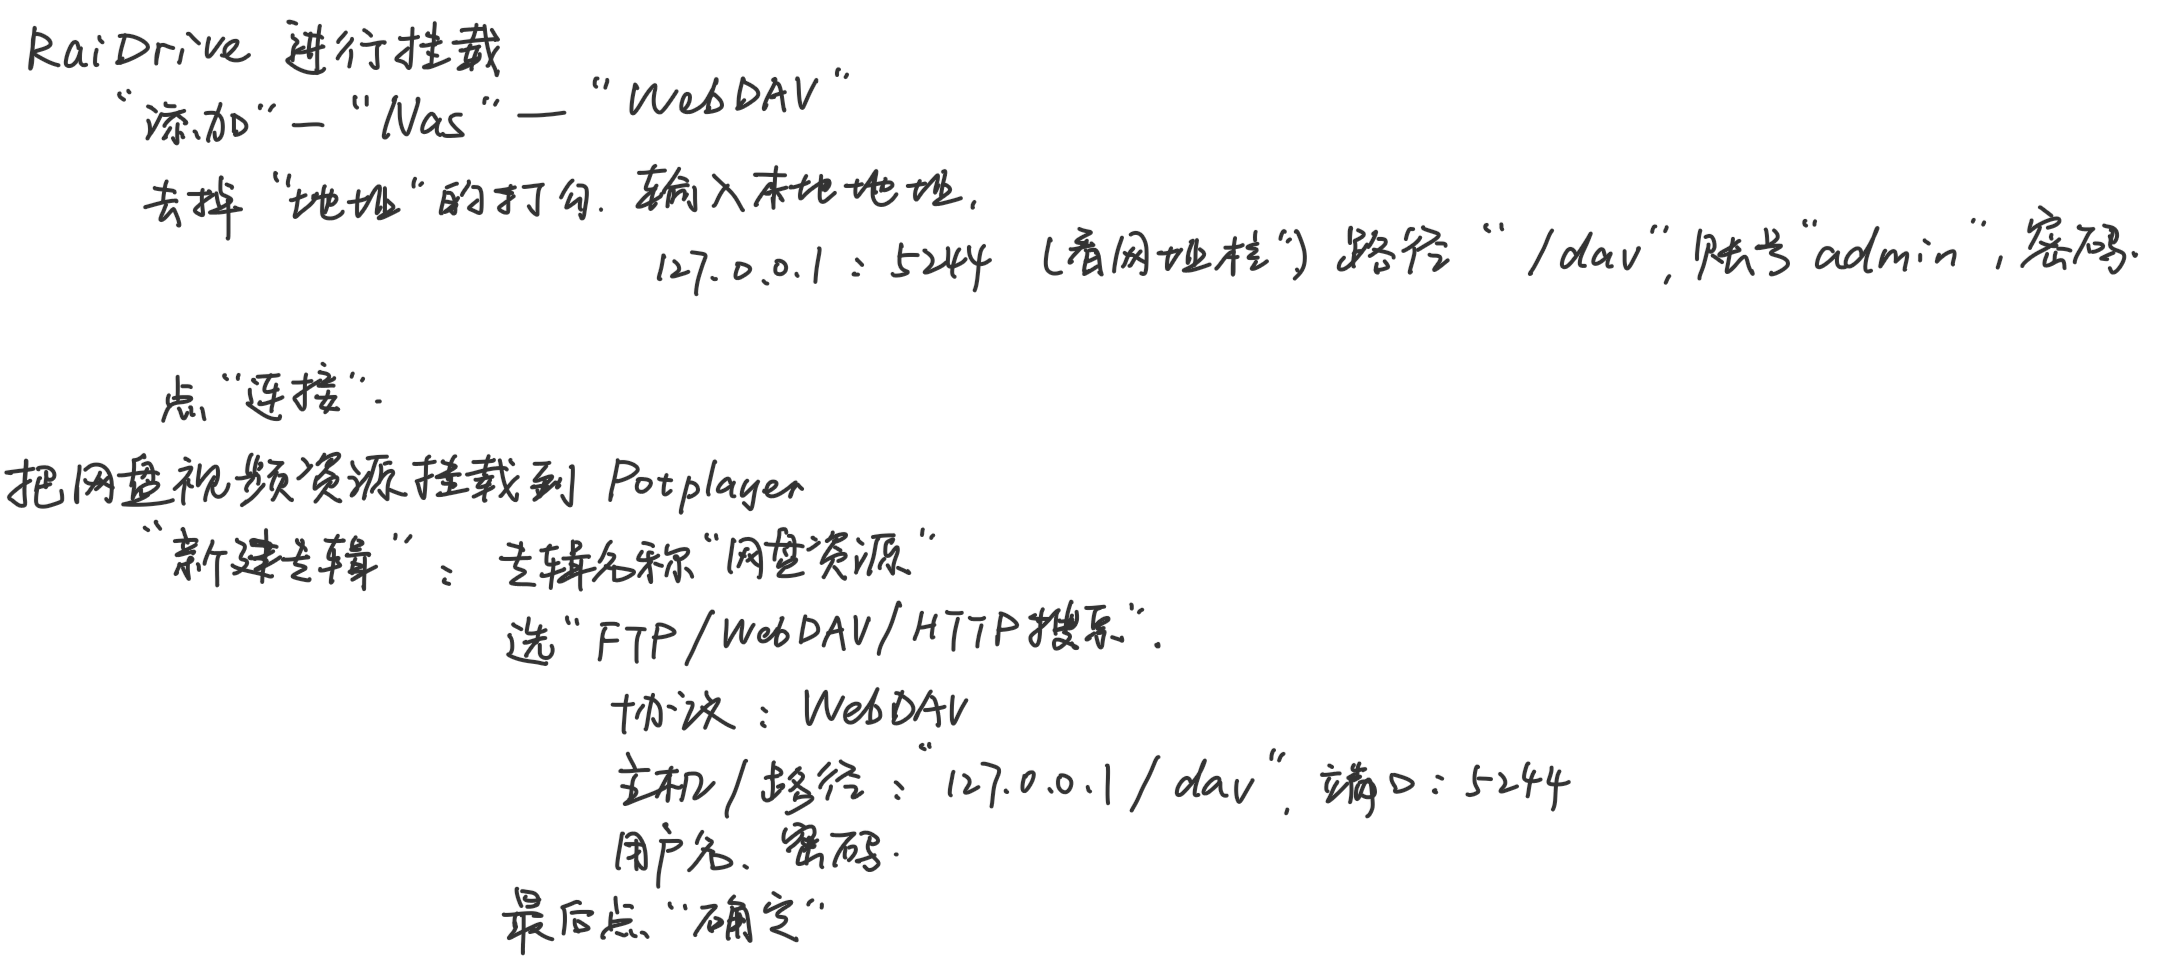 RaiDrive 进行挂载
“添加”—“Nas”—“WebDAV”
去掉“地址”的打勾. 输入本地地址,
127.0.0.1:5244 (看网址栏“) 路径“/dav”, 账号“admin”, 密码.
点“连接”.
把网盘视频资源挂载到 Potplayer
“新建专辑”: 专辑名称“网盘资源”
选“FTP/WebDAV/HTTP搜索”.
协议: WebDAV
主机/路径:“127.0.0.1/dav”, 端口: 5244
用户名、密码.
最后点“确定”